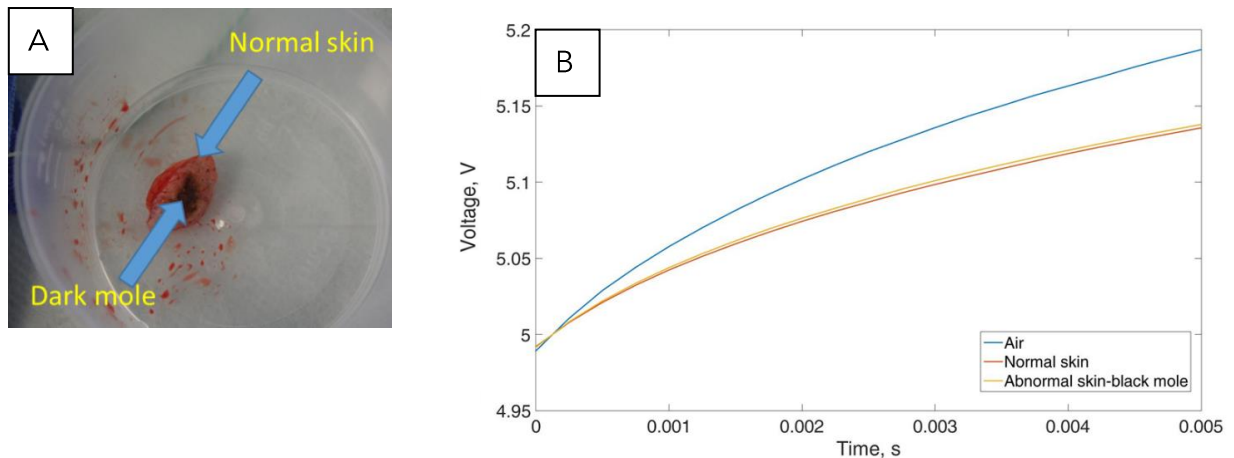 A
Normal skin
Dark mole
B
5.2
5.15
5.1
5.05
5
4.95
Voltage, V
0
0.001
0.002
0.003
0.004
0.005
Time, s
Air
Normal skin
Abnormal skin-black mole